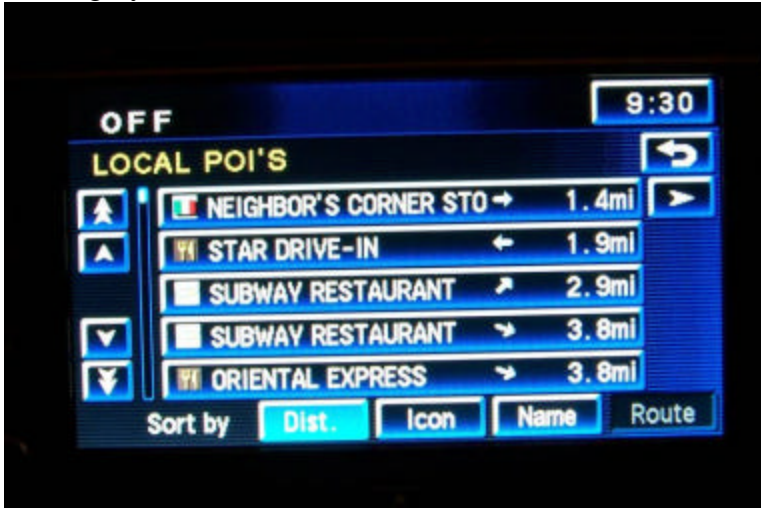 OFF 9:30
LOCAL POI'S
NEIGHBOR'S CORNER STO 1.4mi
STAR DRIVE-IN 1.9mi
SUBWAY RESTAURANT 2.9mi
SUBWAY RESTAURANT 3.8mi
ORIENTAL EXPRESS 3.8mi
Sort by Dist. Icon Name Route